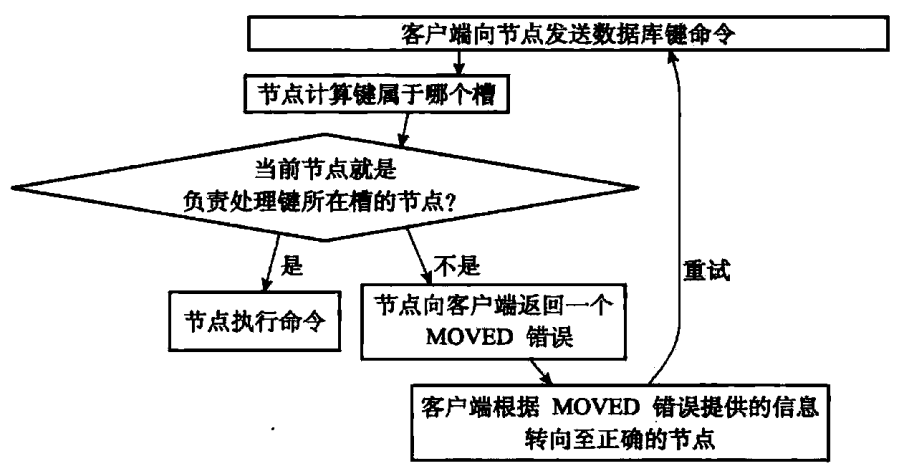 客户端向节点发送数据库键命令
节点计算键属于哪个槽
当前节点就是
负责处理键所在槽的节点?
是
不是
重试
节点执行命令
节点向客户端返回一个
MOVED 错误
客户端根据 MOVED 错误提供的信息
转向至正确的节点